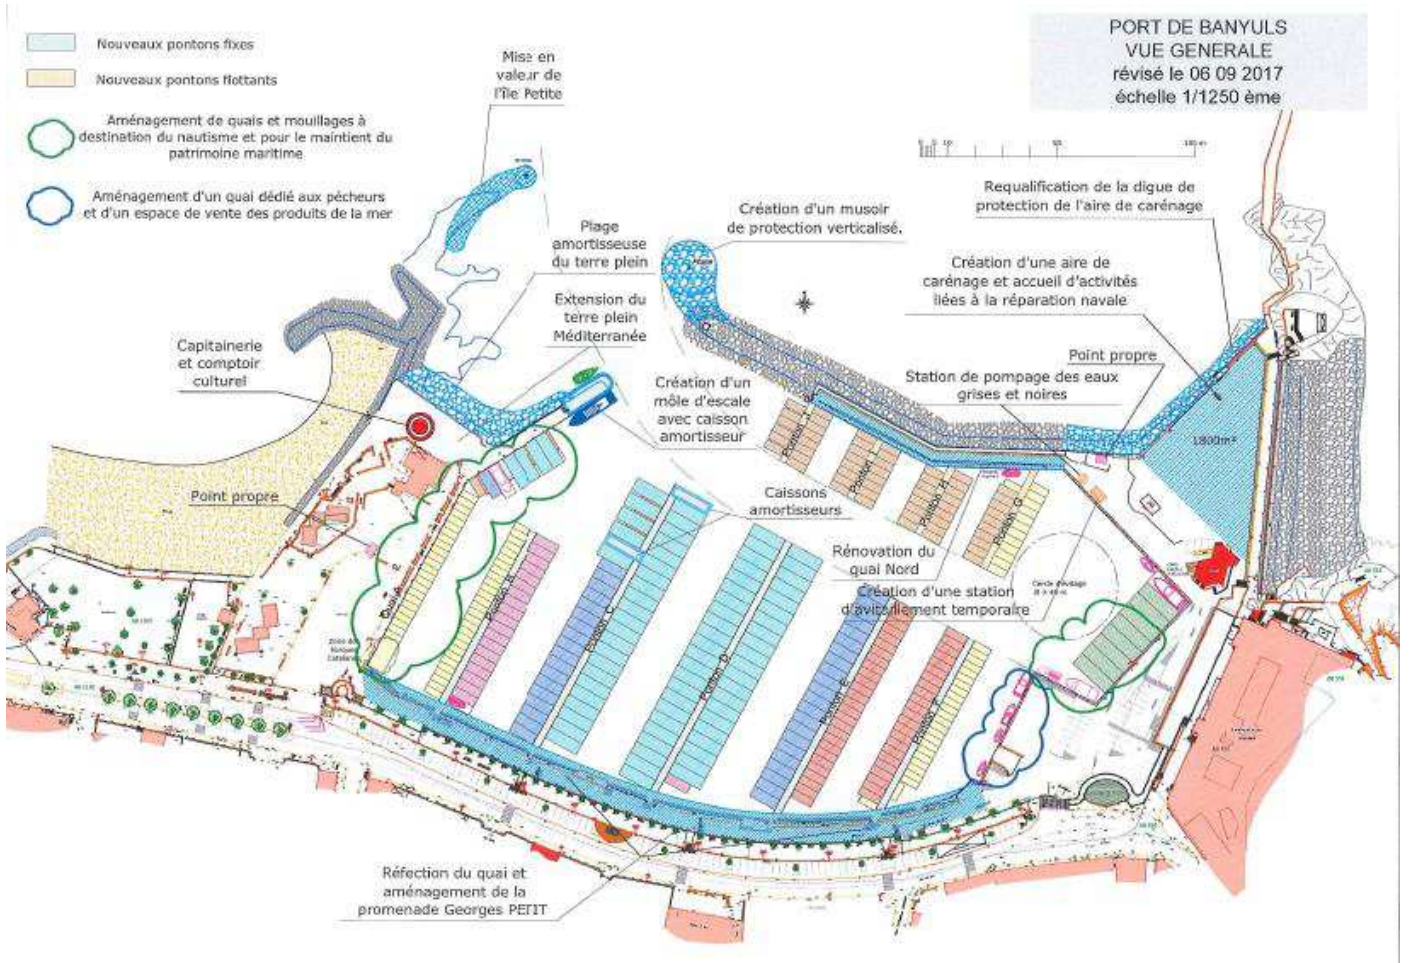 PORT DE BANYULS
VUE GENERALE
révisé le 06 09 2017
échelle 1/1250 ème
Nouveaux pontons fixes
Nouveaux pontons flottants
Aménagement de quais et mouillages à
destination du nautisme et pour le maintient du
patrimoine maritime
Aménagement d'un quai dédié aux pêcheurs
et d'un espace de vente des produits de la mer
Mise en
valeur de
l'île Petite
Plage
amortisseuse
du terre plein
Extension du
terre plein
Méditerranée
Création d'un musoir
de protection verticalisé.
Requalification de la digue de
protection de l'aire de carénage
Création d'une aire de
carénage et accueil d'activités
liées à la réparation navale
Point propre
Station de pompage des eaux
grises et noires
Capitainerie
et comptoir
culturel
Création d'un
môle d'escale
avec caisson
amortisseur
1800m²
Point propre
Caissons
amortisseurs
Rénovation du
quai Nord
Création d'une station
d'avitaillement temporaire
Cercle d'évitage
Ponton J
Ponton I
Ponton H
Ponton G
Ponton B
Ponton C
Ponton D
Ponton E
Ponton F
Réfection du quai et
aménagement de la
promenade Georges PETIT
100 m